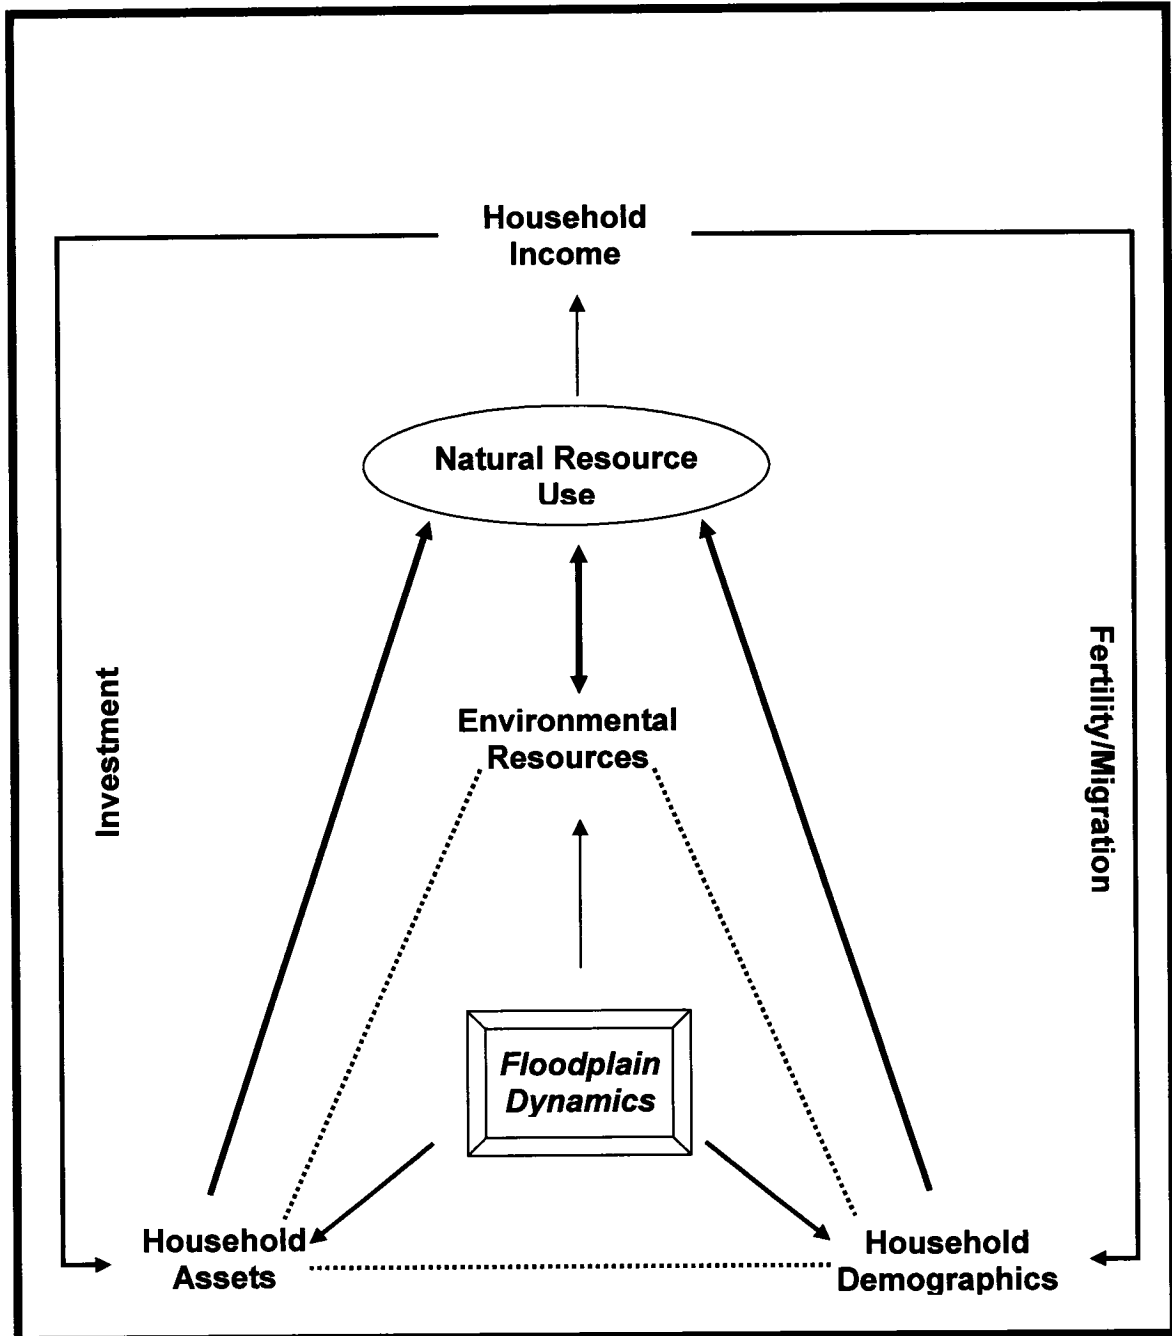 Household
Income
Natural Resource
Use
Environmental
Resources
Investment
Fertility/Migration
Floodplain
Dynamics
Household
Assets
Household
Demographics